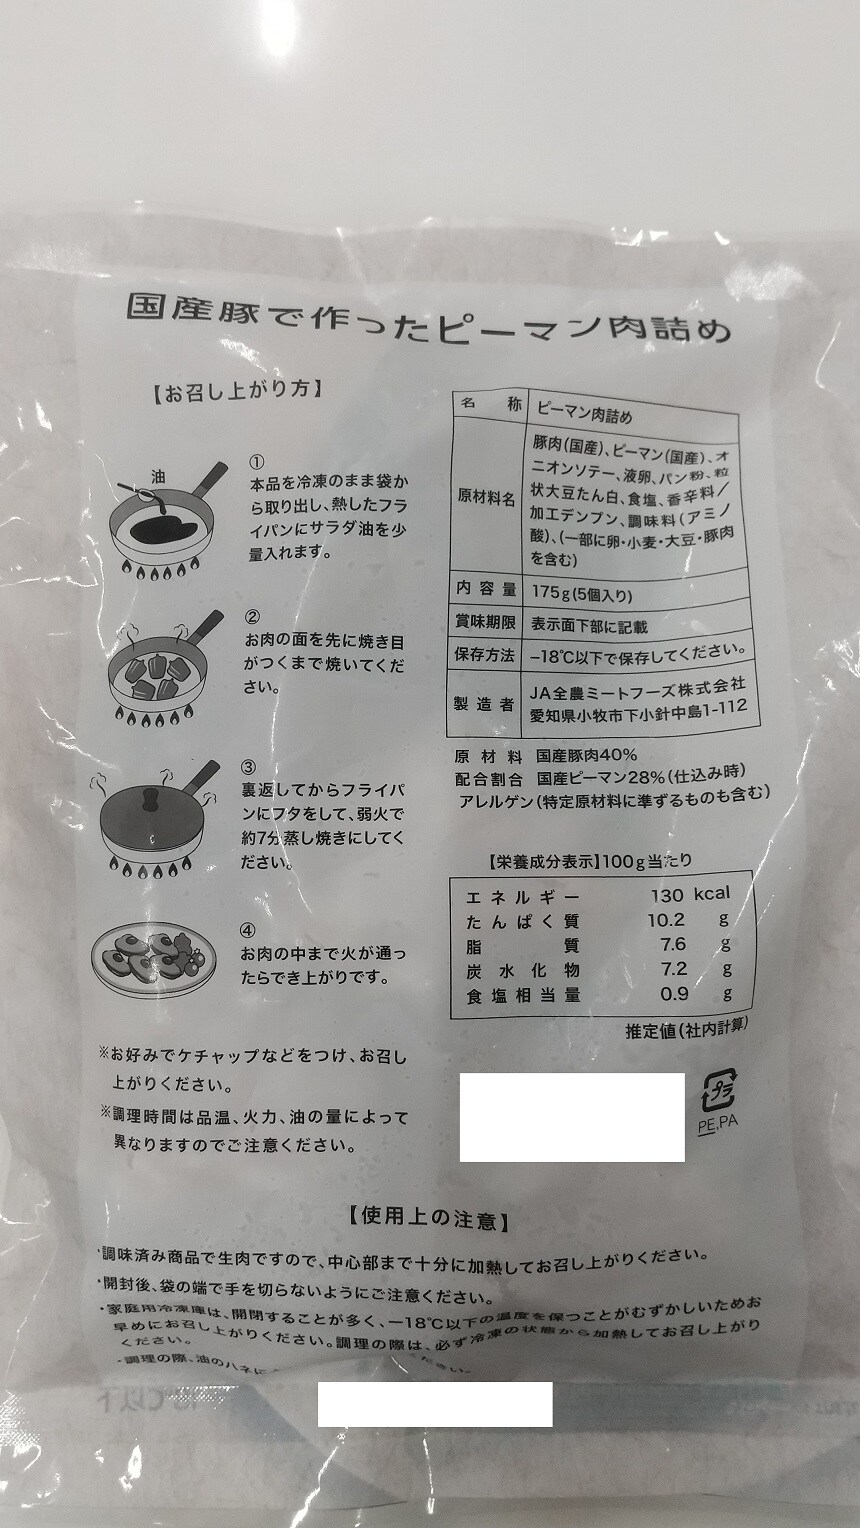 国産豚で作ったピーマン肉詰め
【お召し上がり方】
油
①
本品を冷凍のまま袋か
ら取り出し、熱したフラ
イパンにサラダ油を少
量入れます。
②
お肉の面を先に焼き目
がつくまで焼いてくだ
さい。
③
裏返してからフライパ
ンにフタをして、弱火で
約7分蒸し焼きにしてく
ださい。
④
お肉の中まで火が通っ
たらでき上がりです。
※お好みでケチャップなどをつけ、お召し
上がりください。
※調理時間は品温、火力、油の量によって
異なりますのでご注意ください。
名称 ピーマン肉詰め
原材料名
豚肉(国産)、ピーマン(国産)、オ
ニオンソテー、液卵、パン粉、粒
状大豆たん白、食塩、香辛料／
加工デンプン、調味料(アミノ
酸)、(一部に卵・小麦・大豆・豚肉
を含む)
内容量 175g(5個入り)
賞味期限 表示面下部に記載
保存方法 −18℃以下で保存してください。
製造者
JA全農ミートフーズ株式会社
愛知県小牧市下小針中島1-112
原材料 国産豚肉40%
配合割合 国産ピーマン28%(仕込み時)
アレルゲン(特定原材料に準ずるものも含む)
【栄養成分表示】100g当たり
エネルギー 130 kcal
たんぱく質 10.2 g
脂質 7.6 g
炭水化物 7.2 g
食塩相当量 0.9 g
推定値(社内計算)
プラ
PE,PA
【使用上の注意】
・調味済み商品で生肉ですので、中心部まで十分に加熱してお召し上がりください。
・開封後、袋の端で手を切らないようにご注意ください。
・家庭用冷凍庫は、開閉することが多く、−18℃以下の温度を保つことがむずかしいためお
早めにお召し上がりください。調理の際は、必ず冷凍の状態から加熱してお召し上がり
ください。
・調理の際、油のハネに